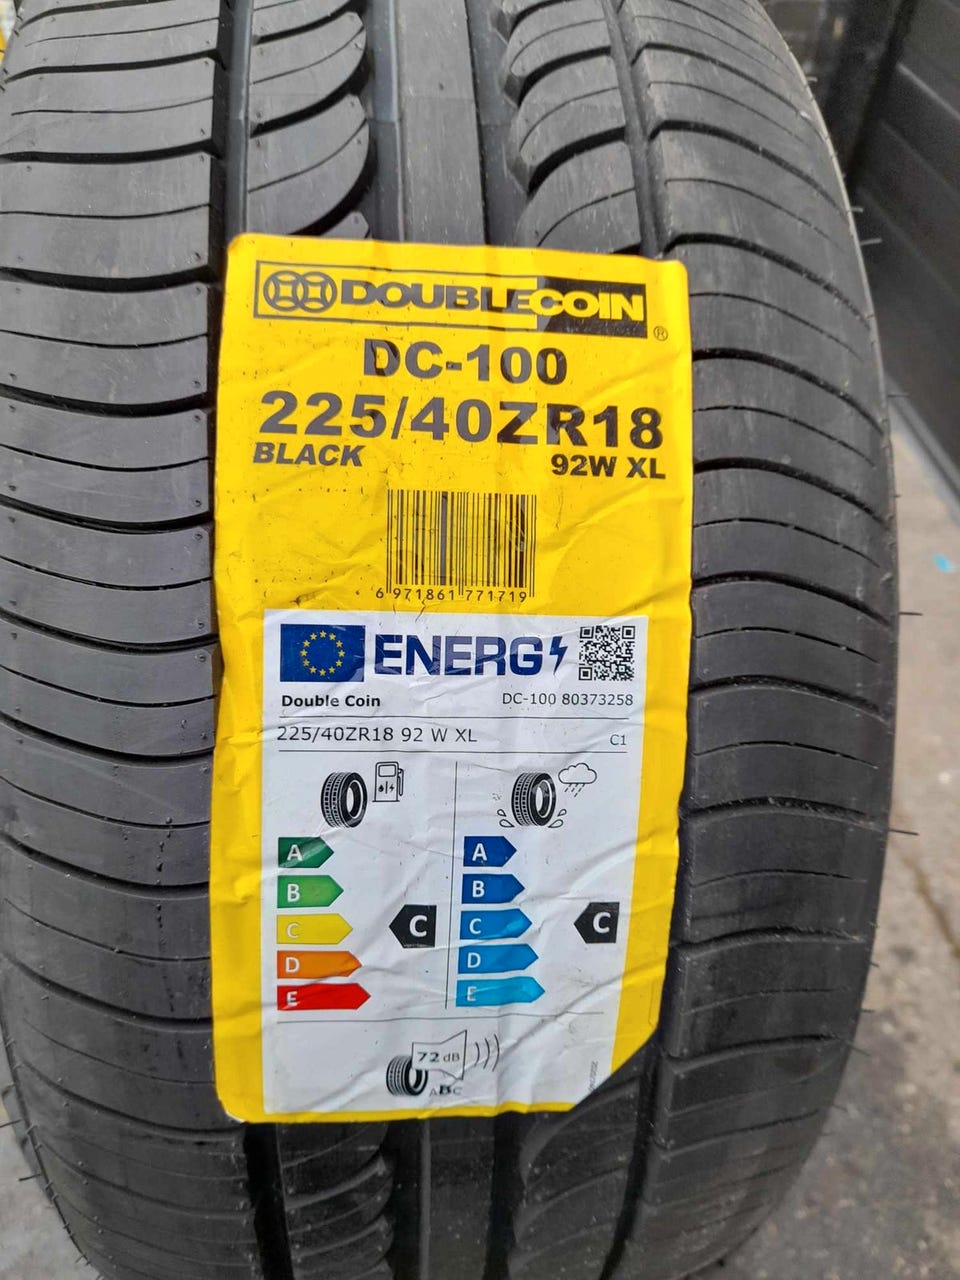 DOUBLECOIN
®
DC-100
225/40ZR18
BLACK
92W XL
6 971861 771719
ENERG
Double Coin
DC-100 80373258
225/40ZR18 92 W XL
C1
A
B
C
D
E
C
A
B
C
D
E
C
72 dB
ABC